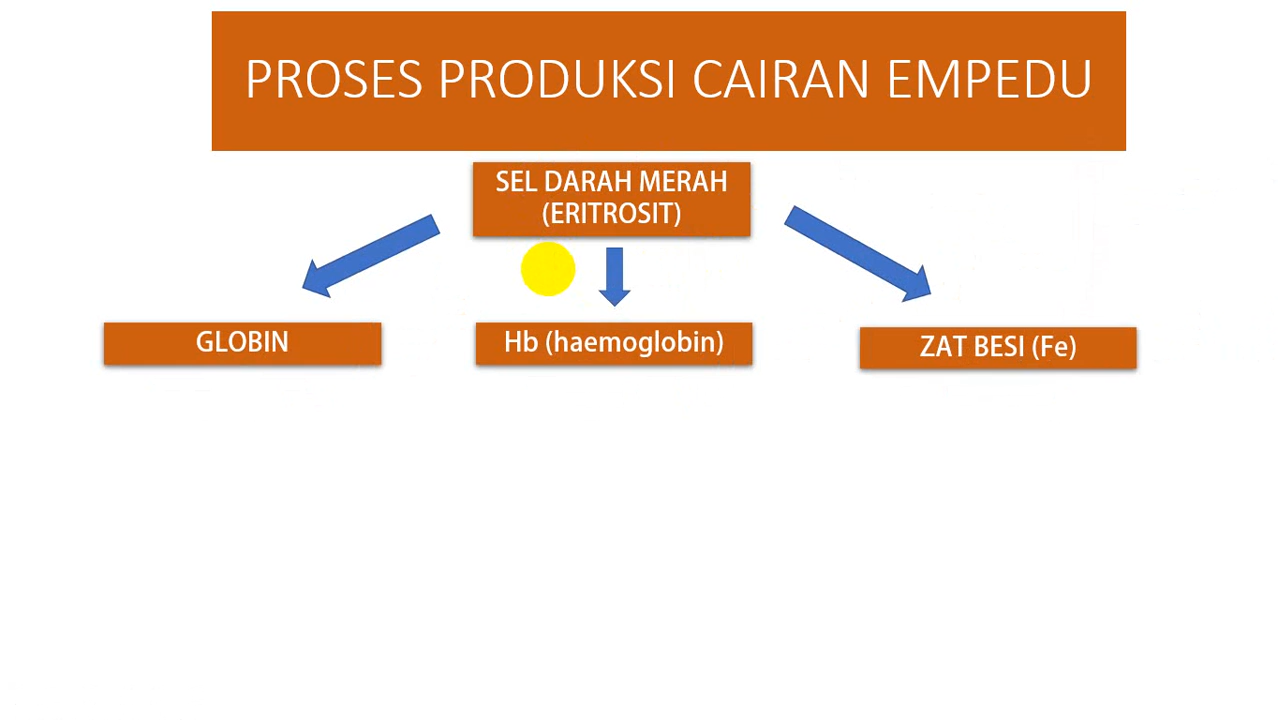 PROSES PRODUKSI CAIRAN EMPEDU
SEL DARAH MERAH
(ERITROSIT)
GLOBIN
Hb (haemoglobin)
ZAT BESI (Fe)